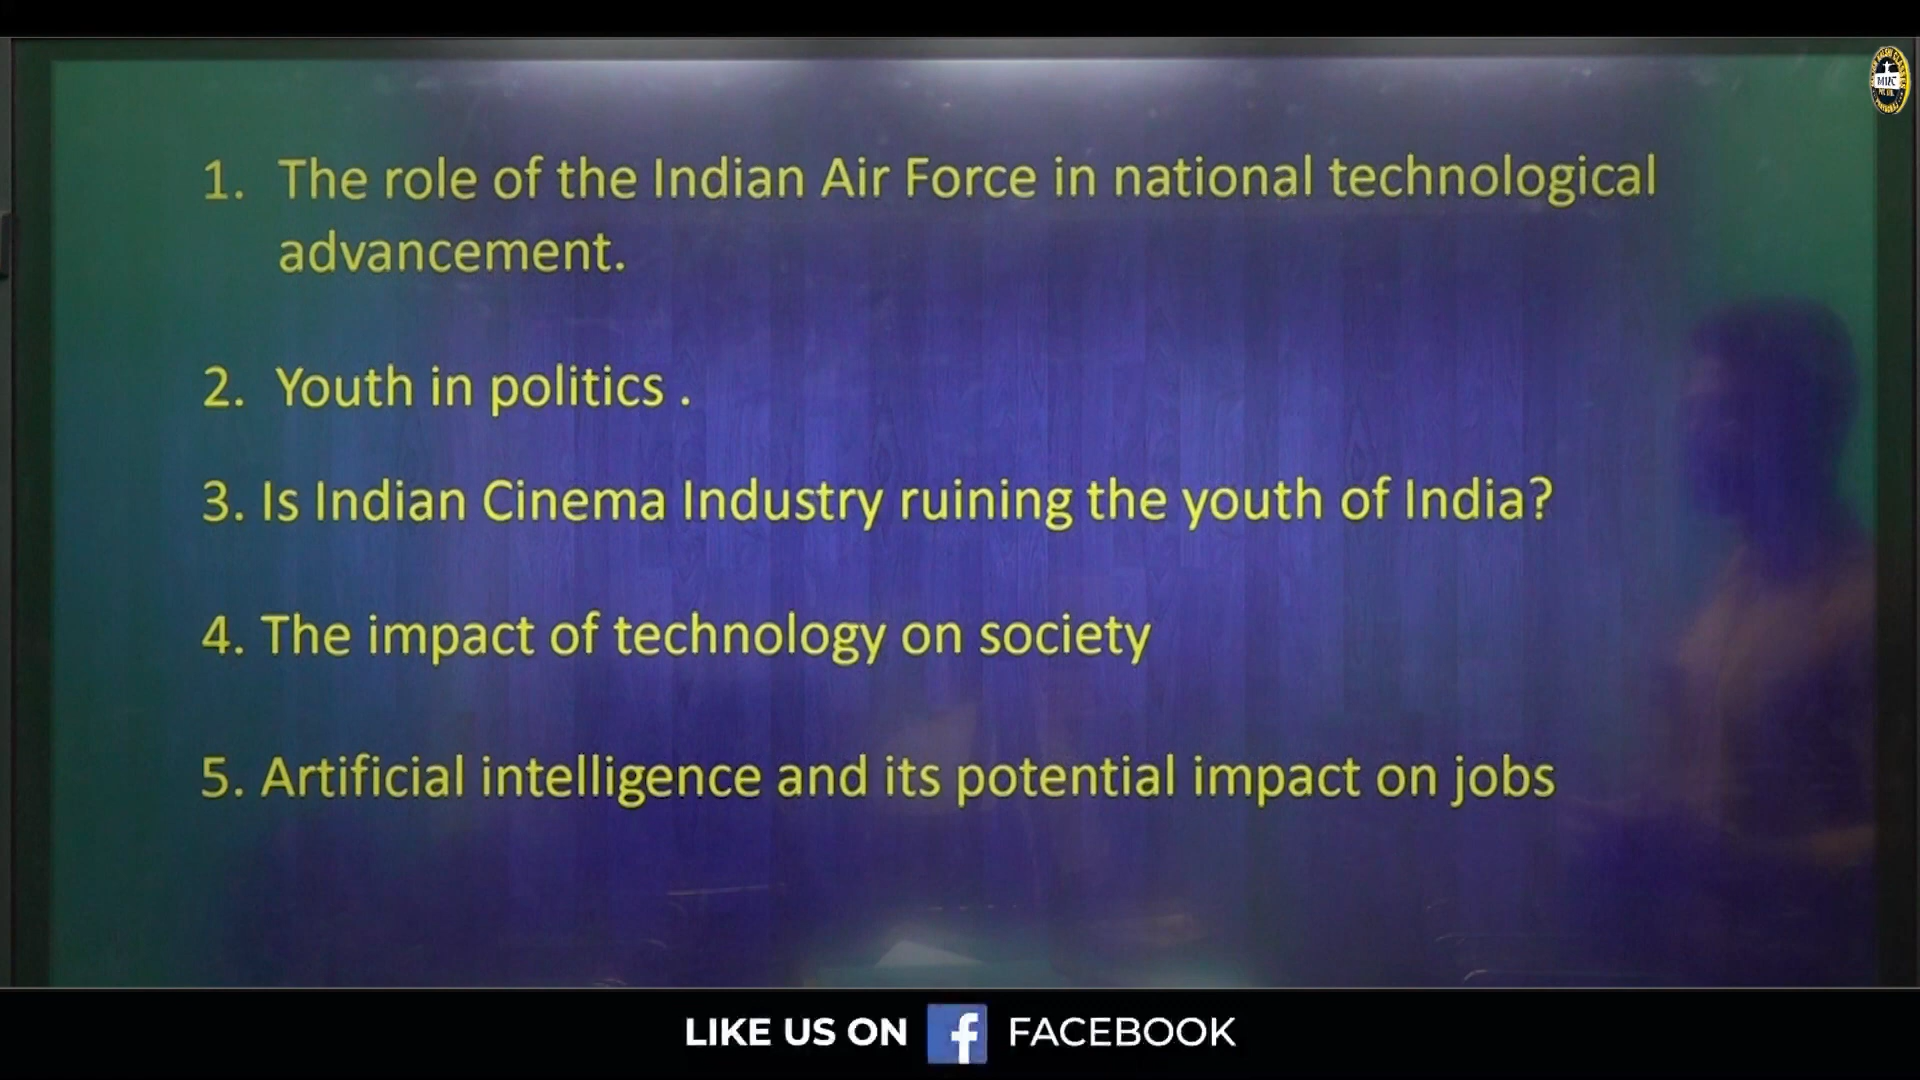 1. The role of the Indian Air Force in national technological
advancement.
2. Youth in politics .
3. Is Indian Cinema Industry ruining the youth of India?
4. The impact of technology on society
5. Artificial intelligence and its potential impact on jobs
LIKE US ON FACEBOOK